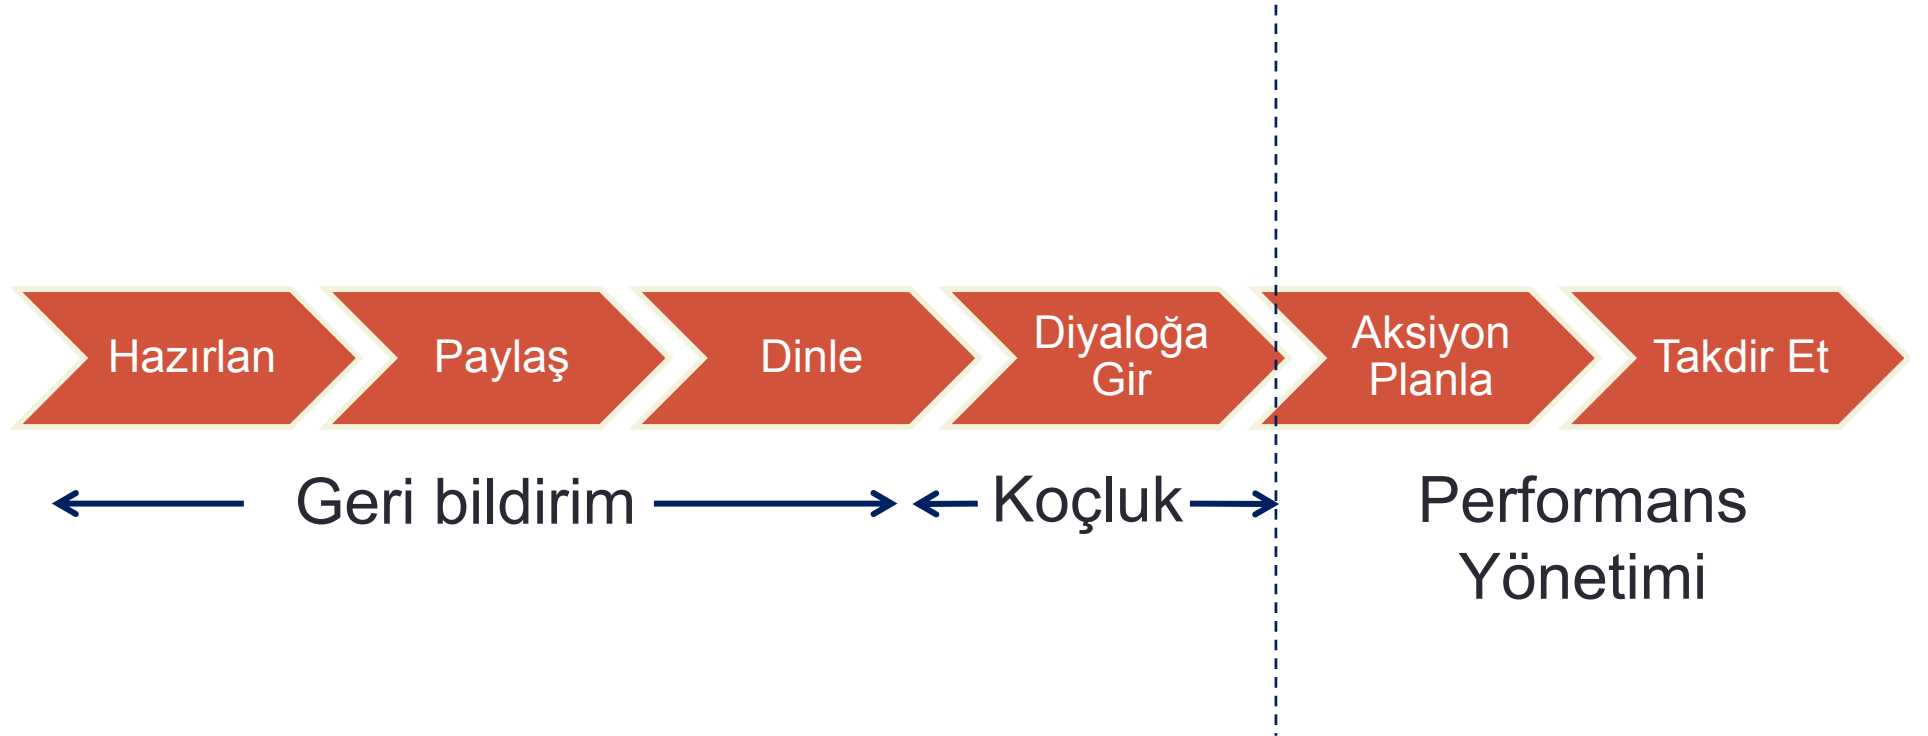 Hazırlan
Paylaş
Dinle
Diyaloğa
Gir
Aksiyon
Planla
Takdir Et
Geri bildirim
Koçluk
Performans
Yönetimi